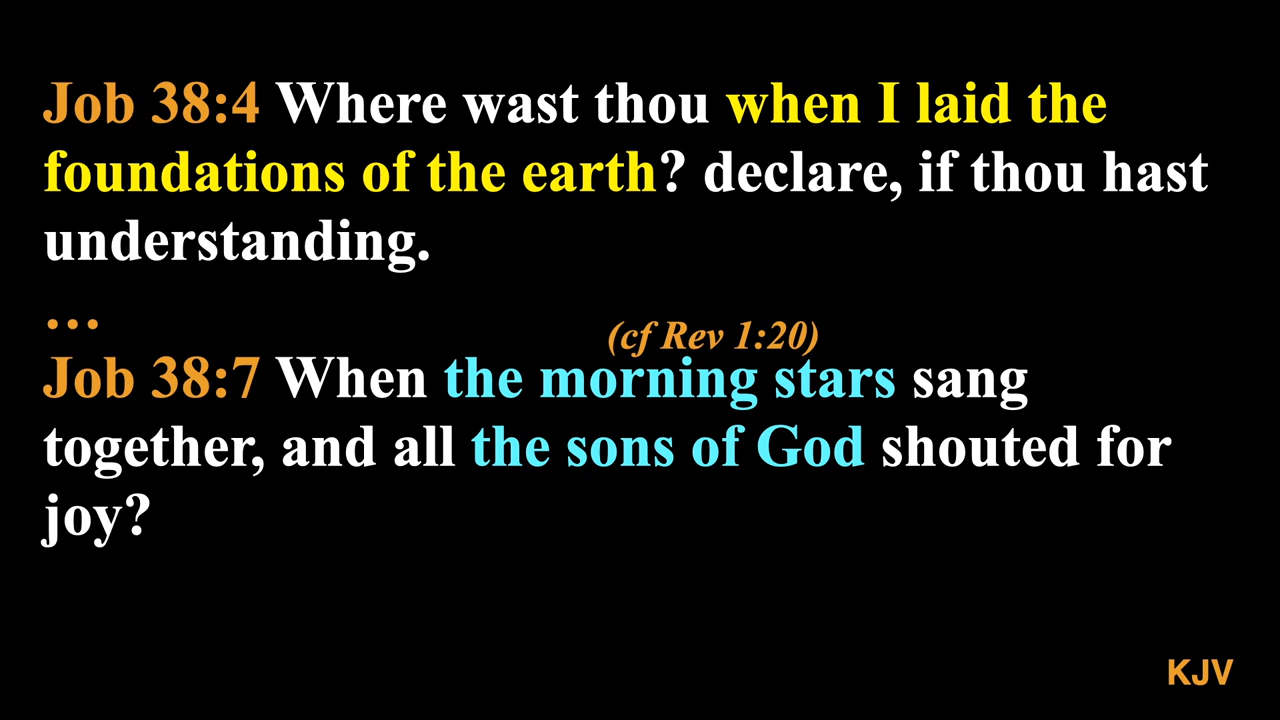 Job 38:4 Where wast thou when I laid the
foundations of the earth? declare, if thou hast
understanding.
…
(cf Rev 1:20)
Job 38:7 When the morning stars sang
together, and all the sons of God shouted for
joy?
KJV